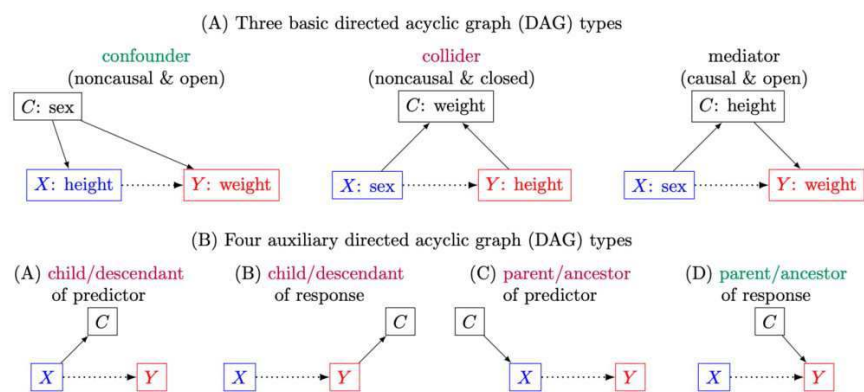 (A) Three basic directed acyclic graph (DAG) types
confounder
(noncausal & open)
C: sex
X: height
Y: weight
collider
(noncausal & closed)
C: weight
X: sex
Y: height
mediator
(causal & open)
C: height
X: sex
Y: weight
(B) Four auxiliary directed acyclic graph (DAG) types
(A) child/descendant
of predictor
C
X
Y
(B) child/descendant
of response
C
X
Y
(C) parent/ancestor
of predictor
C
X
Y
(D) parent/ancestor
of response
C
X
Y